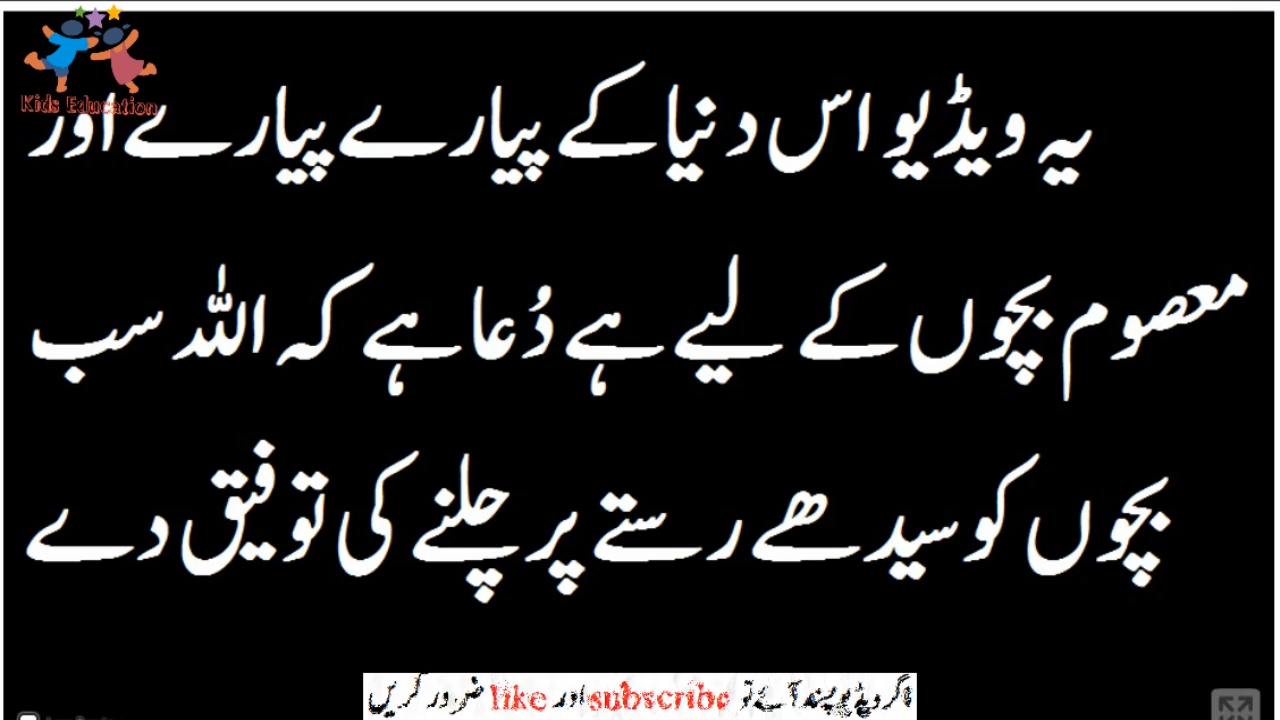 Kids Education
یہ ویڈیو اس دنیا کے پیارے پیارے اور
معصوم بچوں کے لیے ہے دُعا ہے کہ اللہ سب
بچوں کو سیدھے رستے پر چلنے کی توفیق دے
اگر ویڈیو پسند آئے تو subscribe اور like ضرور کریں